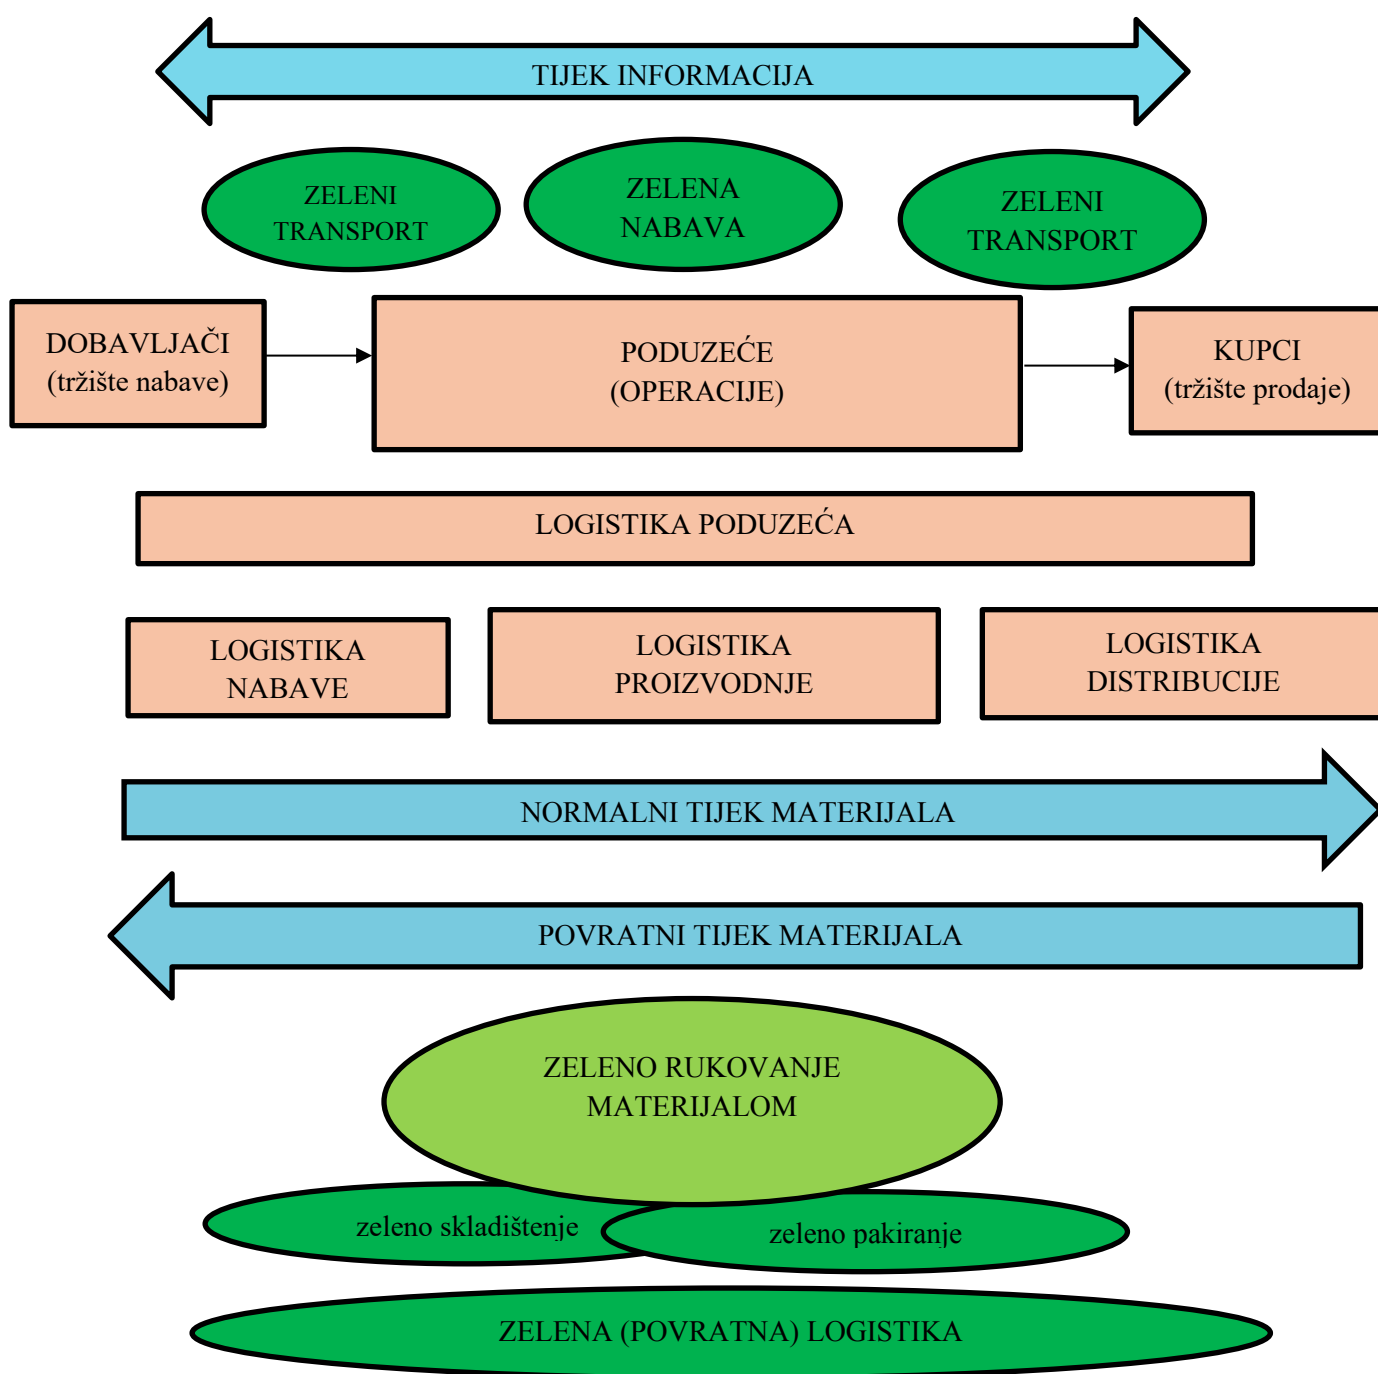 TIJEK INFORMACIJA
ZELENI
TRANSPORT
ZELENA
NABAVA
ZELENI
TRANSPORT
DOBAVLJAČI
(tržište nabave)
PODUZEĆE
(OPERACIJE)
KUPCI
(tržište prodaje)
LOGISTIKA PODUZEĆA
LOGISTIKA
NABAVE
LOGISTIKA
PROIZVODNJE
LOGISTIKA
DISTRIBUCIJE
NORMALNI TIJEK MATERIJALA
POVRATNI TIJEK MATERIJALA
ZELENO RUKOVANJE
MATERIJALOM
zeleno skladištenje
zeleno pakiranje
ZELENA (POVRATNA) LOGISTIKA